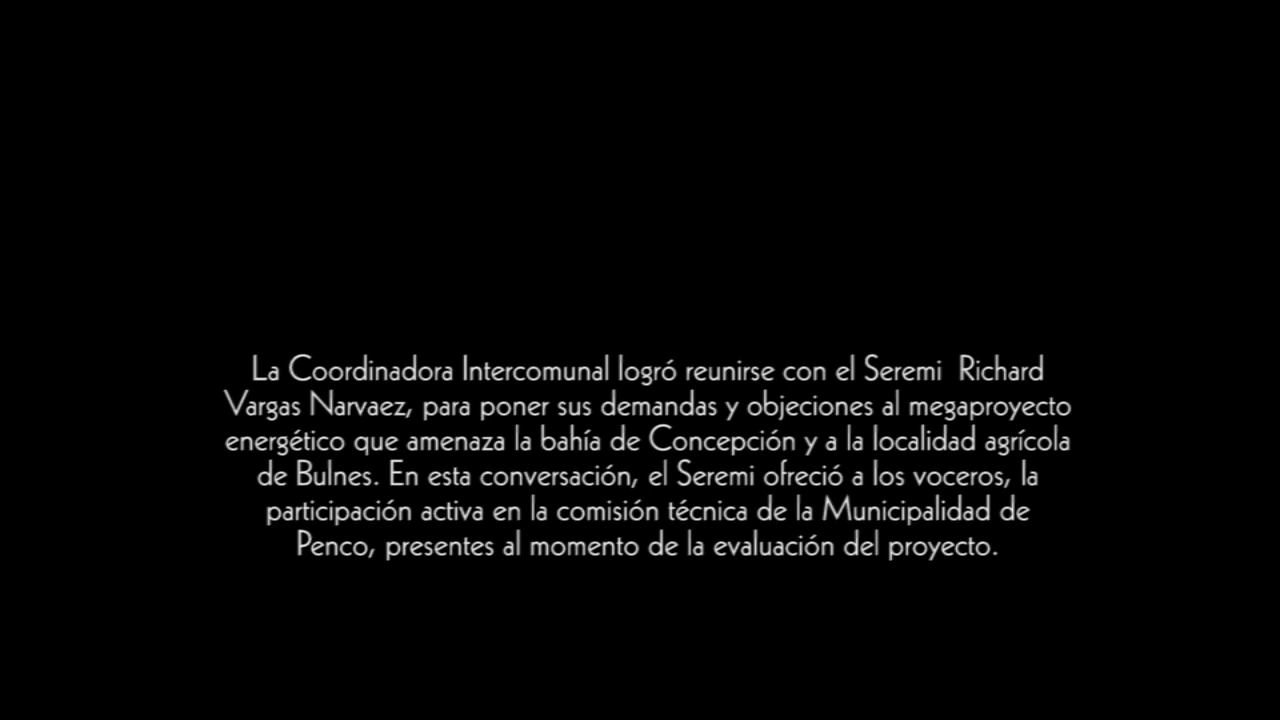 La Coordinadora Intercomunal logró reunirse con el Seremi  Richard
Vargas Narvaez, para poner sus demandas y objeciones al megaproyecto
energético que amenaza la bahía de Concepción y a la localidad agrícola
de Bulnes. En esta conversación, el Seremi ofreció a los voceros, la
participación activa en la comisión técnica de la Municipalidad de
Penco, presentes al momento de la evaluación del proyecto.